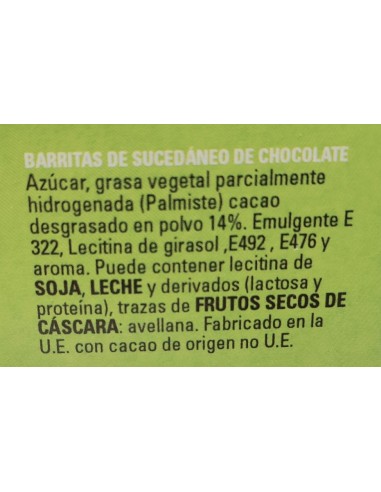 BARRITAS DE SUCEDÁNEO DE CHOCOLATE
Azúcar, grasa vegetal parcialmente
hidrogenada (Palmiste) cacao
desgrasado en polvo 14%. Emulgente E
322, Lecitina de girasol ,E492 , E476 y
aroma. Puede contener lecitina de
SOJA, LECHE y derivados (lactosa y
proteína), trazas de FRUTOS SECOS DE
CÁSCARA: avellana. Fabricado en la
U.E. con cacao de origen no U.E.